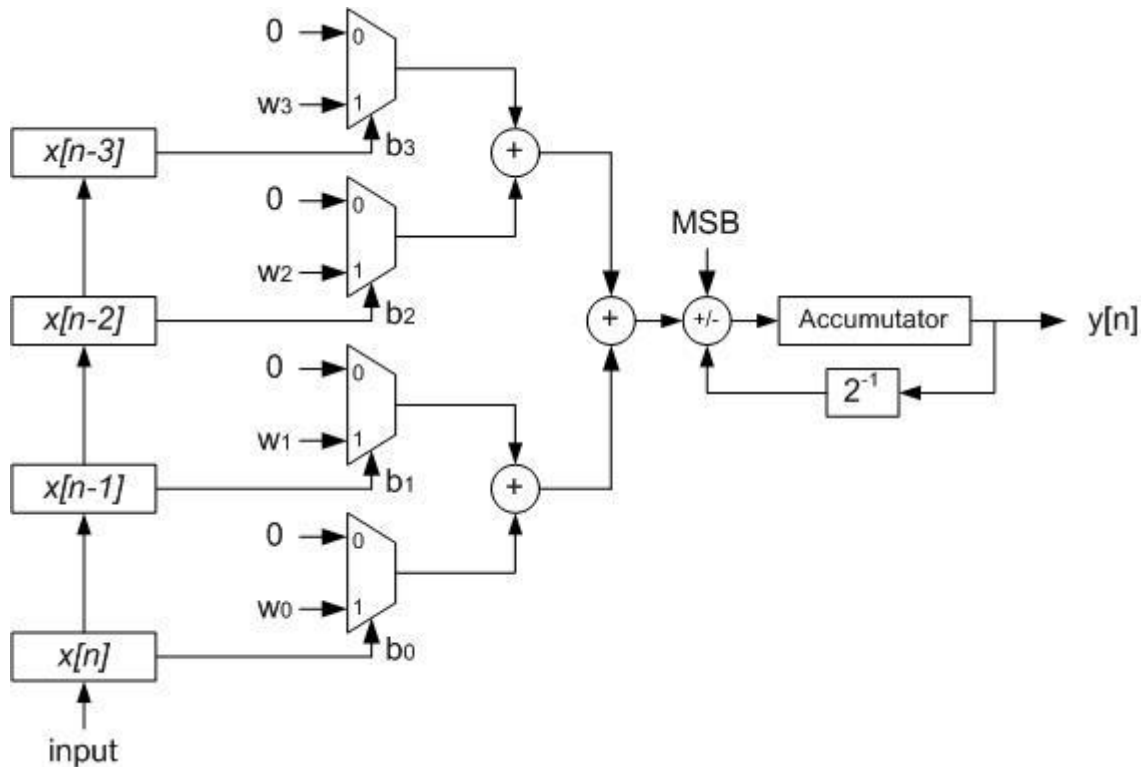 0
0
w3
1
x[n-3]
b3
+
0
0
MSB
w2
1
x[n-2]
b2
+
+/-
Accumutator
y[n]
0
0
2-1
w1
1
x[n-1]
b1
+
0
0
w0
1
x[n]
b0
input